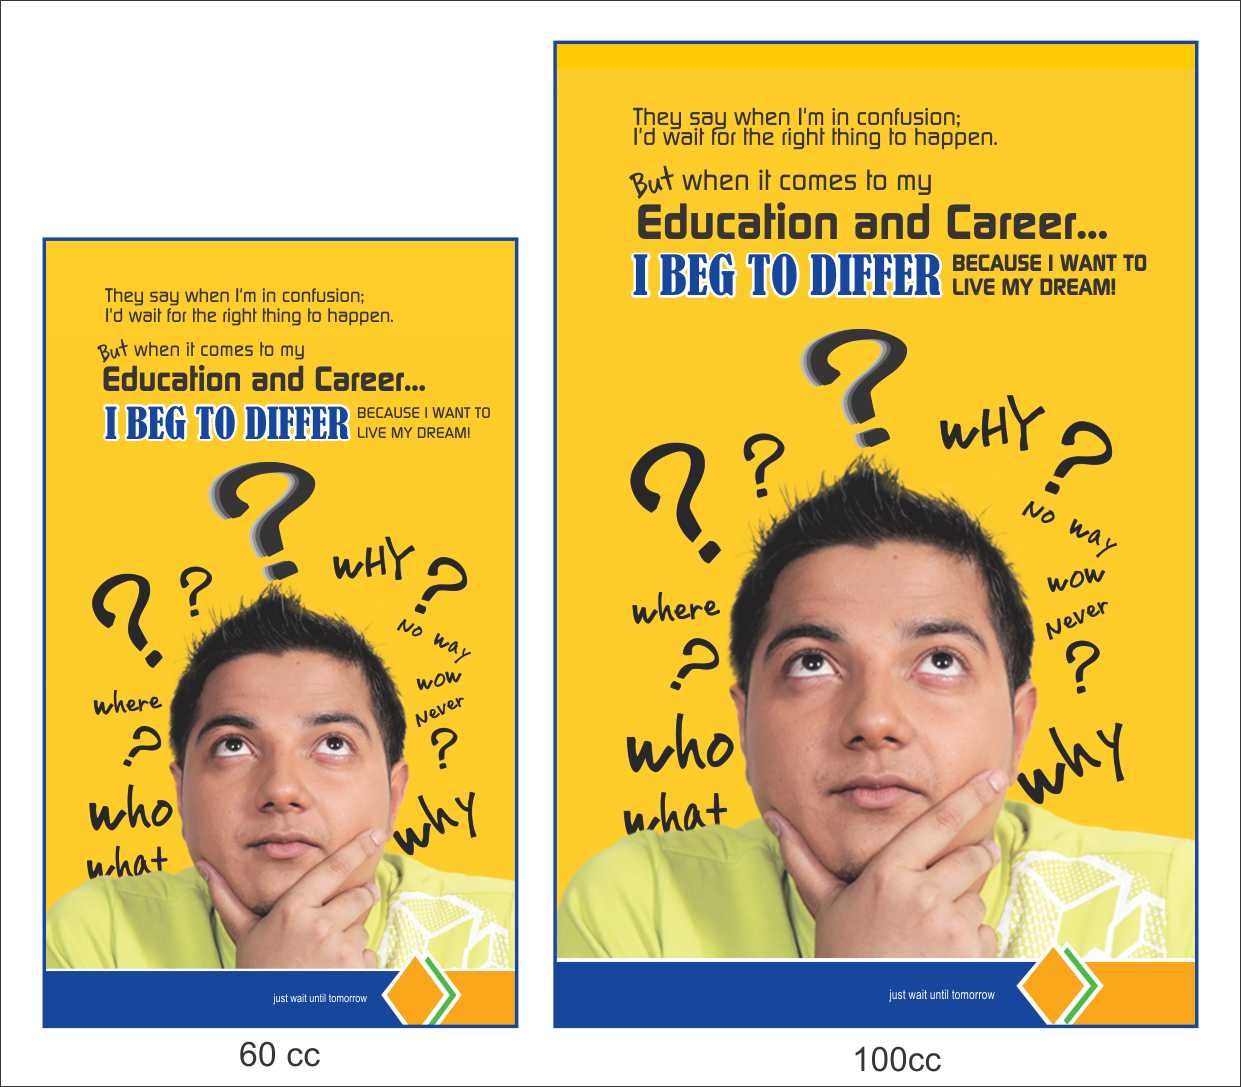 They say when I'm in confusion;
I'd wait for the right thing to happen.
But when it comes to my
Education and Career...
I BEG TO DIFFER BECAUSE I WANT TO
LIVE MY DREAM!
?
WHY
? ? ?
No way
where
wow
Never
? ?
who
why
what
just wait until tomorrow
60 cc
They say when I'm in confusion;
I'd wait for the right thing to happen.
But when it comes to my
Education and Career...
I BEG TO DIFFER BECAUSE I WANT TO
LIVE MY DREAM!
?
WHY
? ? ?
No way
wow
where
Never
? ?
who
why
what
just wait until tomorrow
100cc